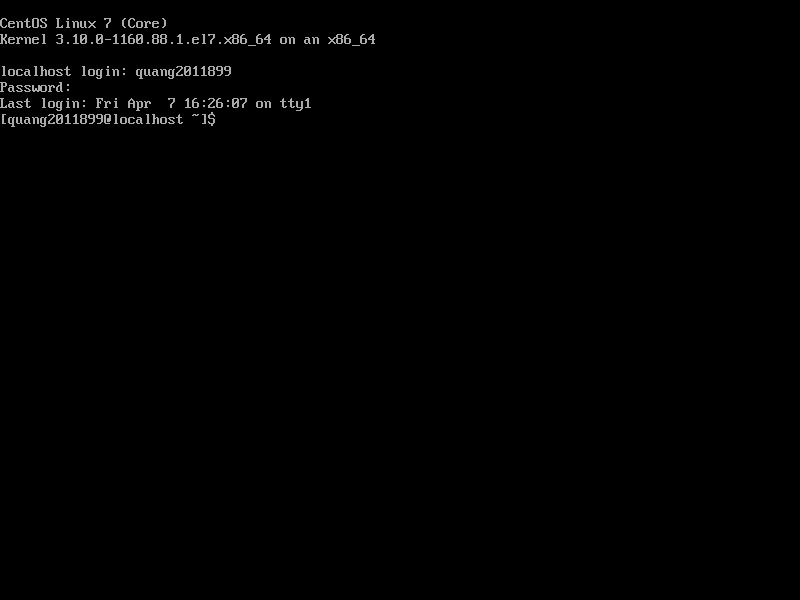 CentOS Linux 7 (Core)
Kernel 3.10.0-1160.88.1.el7.x86_64 on an x86_64
localhost login: quang2011899
Password:
Last login: Fri Apr  7 16:26:07 on tty1
[quang2011899@localhost ~]$